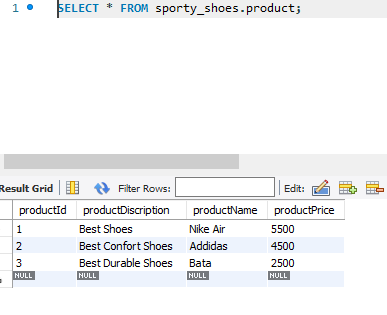 1 SELECT * FROM sporty_shoes.product;
Result Grid Filter Rows: Edit:
productId productDiscription productName productPrice
1 Best Shoes Nike Air 5500
2 Best Confort Shoes Addidas 4500
3 Best Durable Shoes Bata 2500
NULL NULL NULL NULL